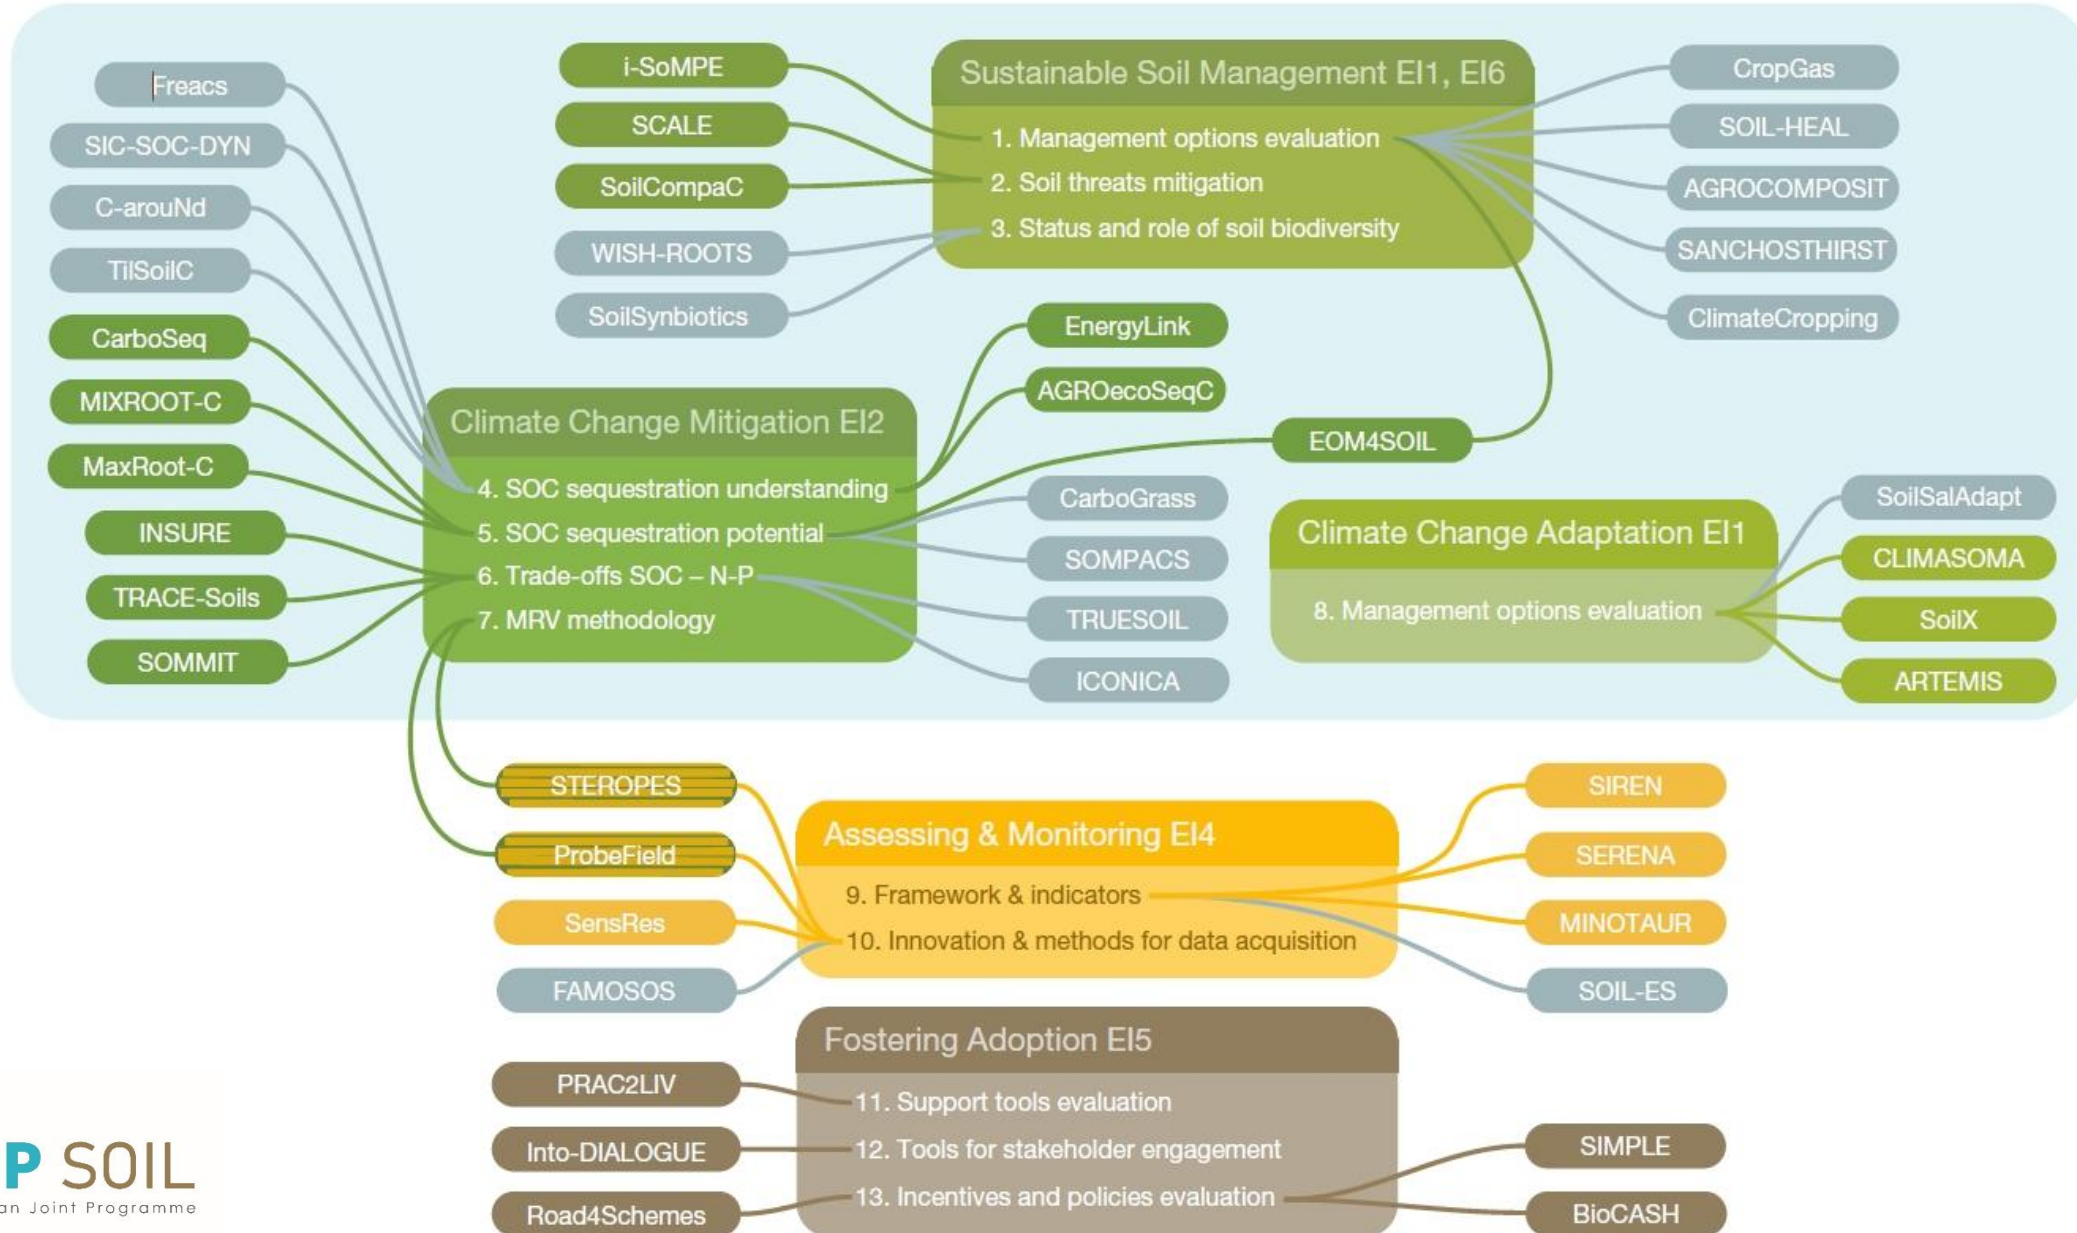 Freacs
SIC-SOC-DYN
C-arouNd
TilSoilC
CarboSeq
MIXROOT-C
MaxRoot-C
INSURE
TRACE-Soils
SOMMIT
i-SoMPE
SCALE
SoilCompaC
WISH-ROOTS
SoilSynbiotics
Sustainable Soil Management EI1, EI6
1. Management options evaluation
2. Soil threats mitigation
3. Status and role of soil biodiversity
CropGas
SOIL-HEAL
AGROCOMPOSIT
SANCHOSTHIRST
ClimateCropping
Climate Change Mitigation EI2
4. SOC sequestration understanding
5. SOC sequestration potential
6. Trade-offs SOC – N-P
7. MRV methodology
EnergyLink
AGROecoSeqC
EOM4SOIL
CarboGrass
SOMPACS
TRUESOIL
ICONICA
Climate Change Adaptation EI1
8. Management options evaluation
SoilSalAdapt
CLIMASOMA
SoilX
ARTEMIS
STEROPES
ProbeField
SensRes
FAMOSOS
Assessing & Monitoring EI4
9. Framework & indicators
10. Innovation & methods for data acquisition
SIREN
SERENA
MINOTAUR
SOIL-ES
Fostering Adoption EI5
11. Support tools evaluation
12. Tools for stakeholder engagement
13. Incentives and policies evaluation
PRAC2LIV
Into-DIALOGUE
Road4Schemes
SIMPLE
BioCASH
P SOIL
an Joint Programme